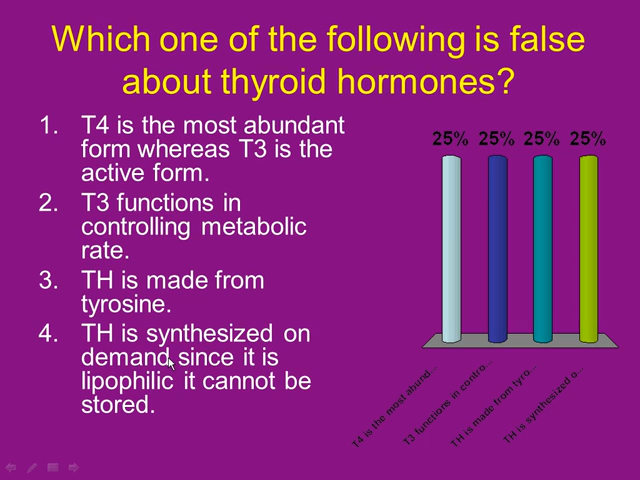 Which one of the following is false
about thyroid hormones?
1. T4 is the most abundant
form whereas T3 is the
active form.
2. T3 functions in
controlling metabolic
rate.
3. TH is made from
tyrosine.
4. TH is synthesized on
demand since it is
lipophilic it cannot be
stored.
25% 25% 25% 25%
T4 is the most abund...
T3 functions in contro...
TH is made from tyro...
TH is synthesized o...